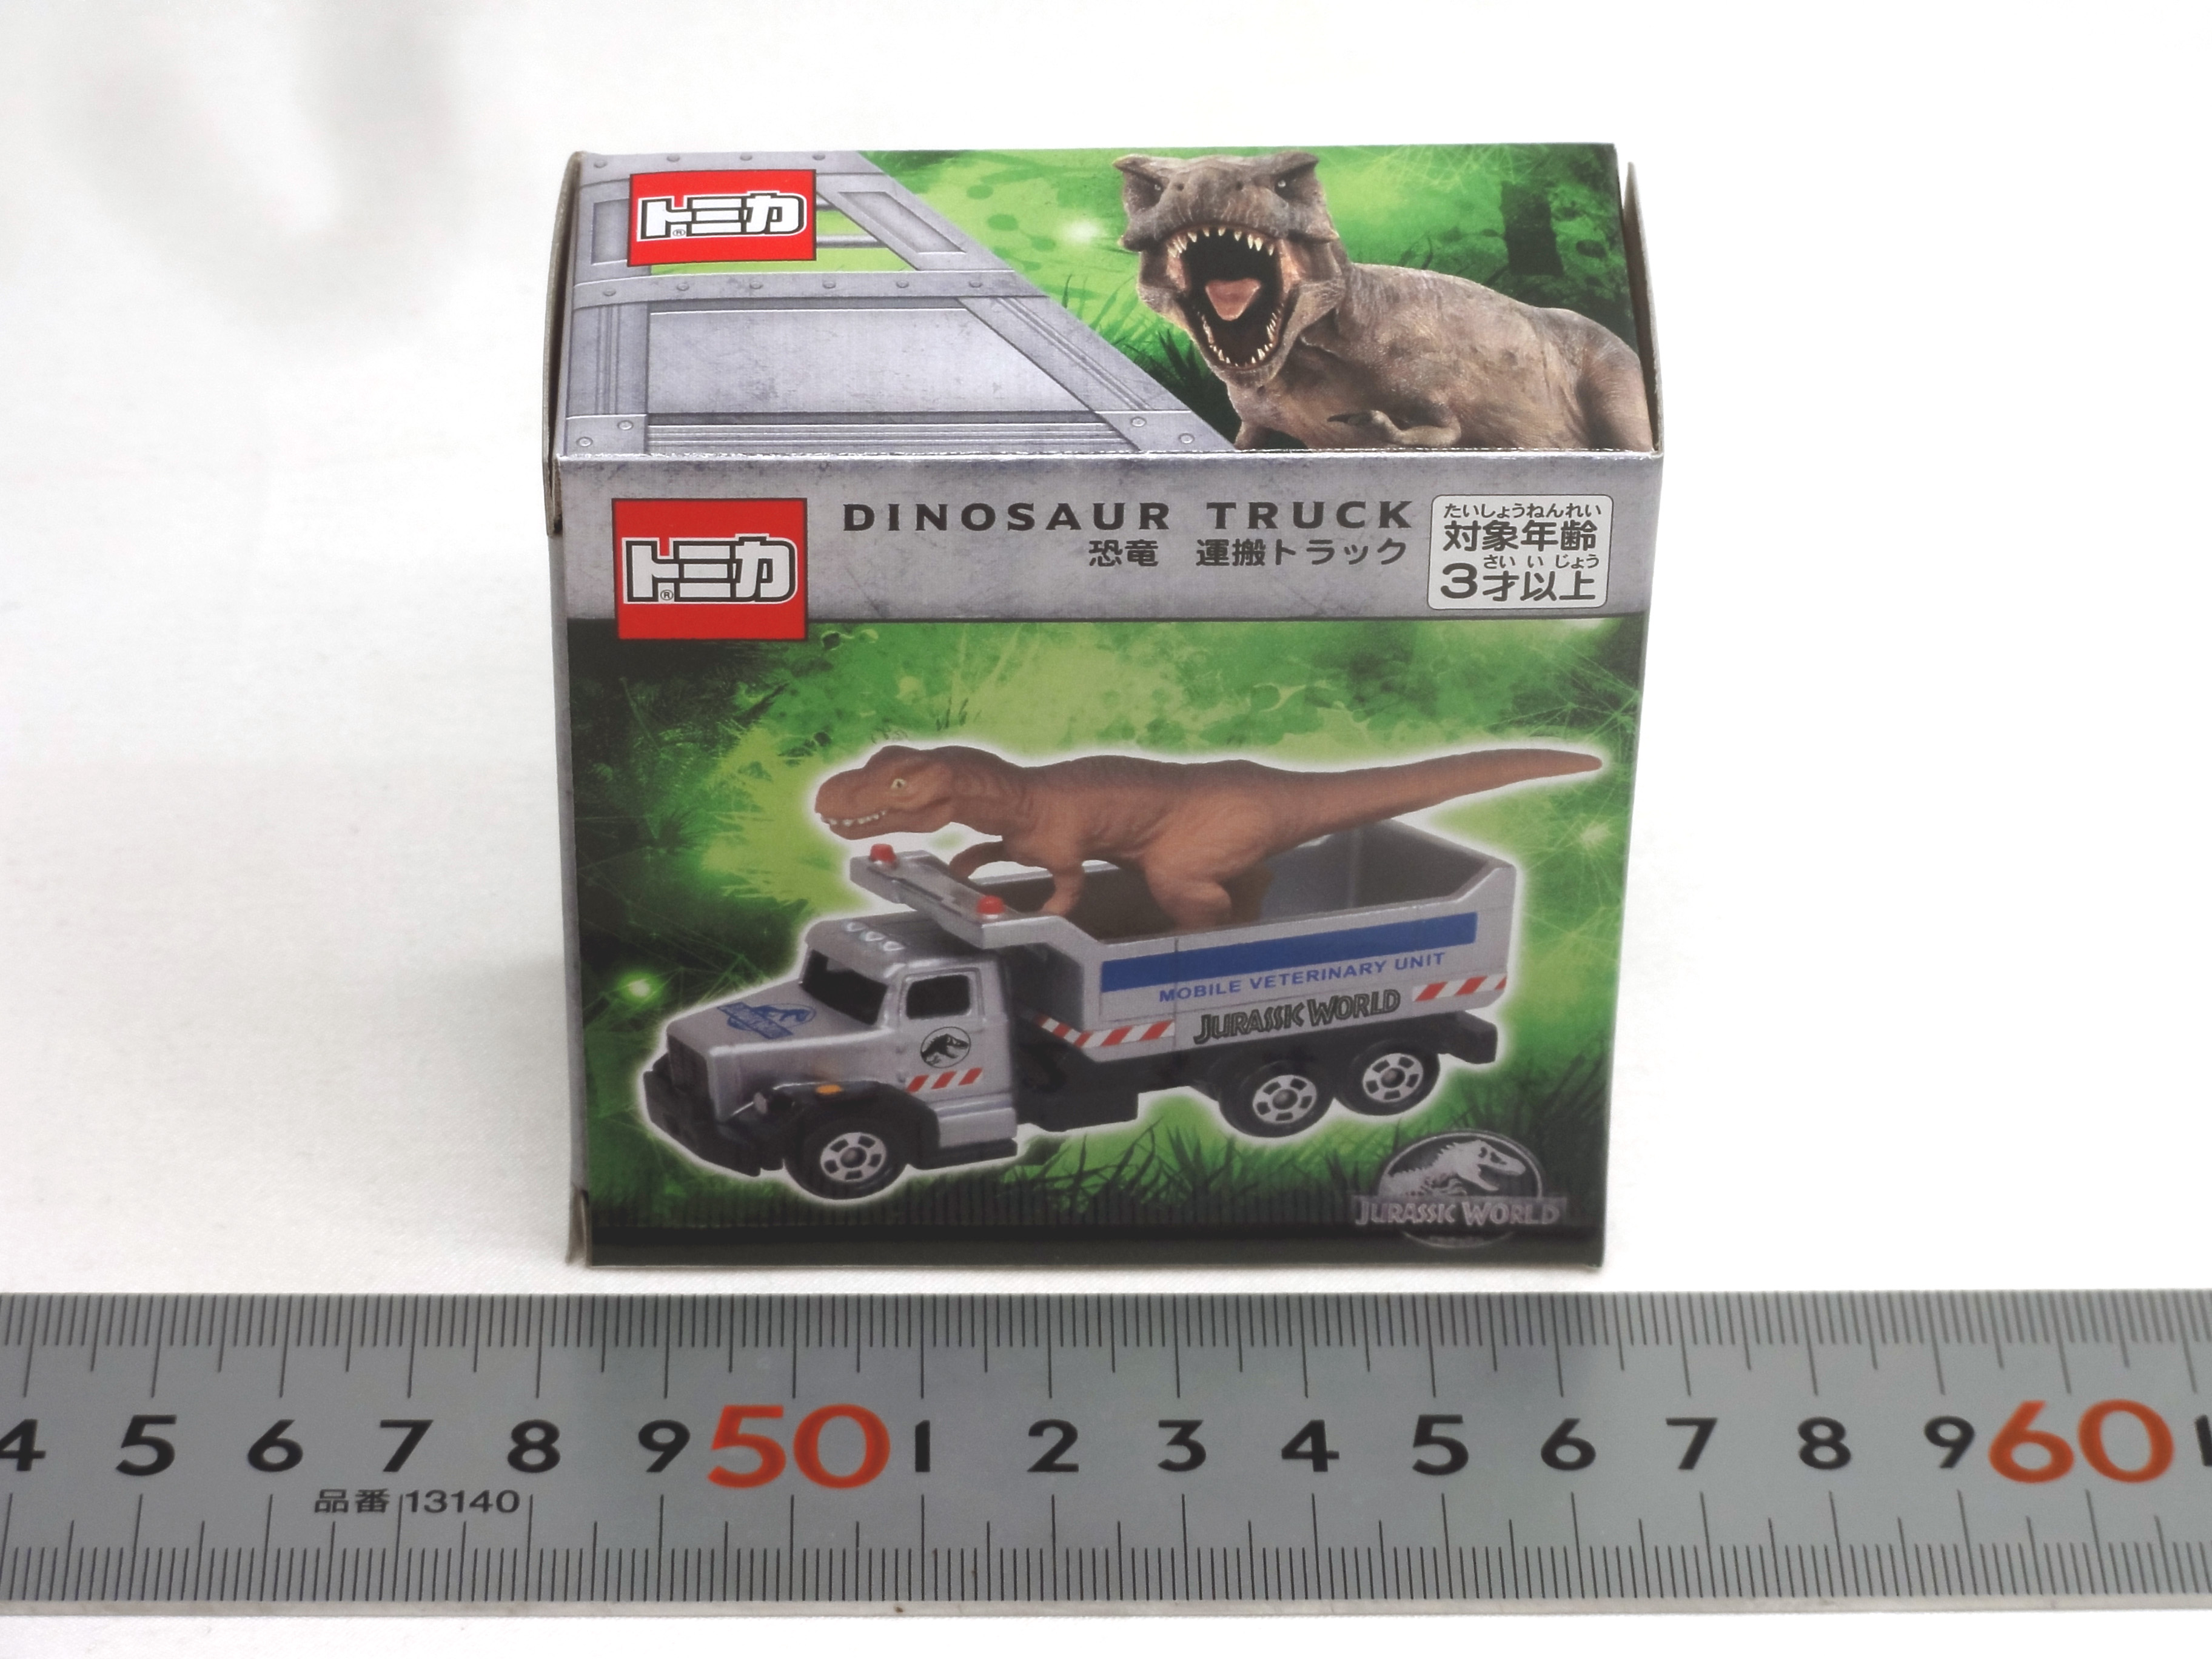 トミカ®
トミカ®
DINOSAUR TRUCK
恐竜 運搬トラック
たいしょうねんれい
対象年齢
さい い じょう
3才以上
MOBILE VETERINARY UNIT
JURASSIC WORLD
JURASSIC WORLD
4 5 6 7 8 9 50 1 2 3 4 5 6 7 8 9 60 1
品番 13140